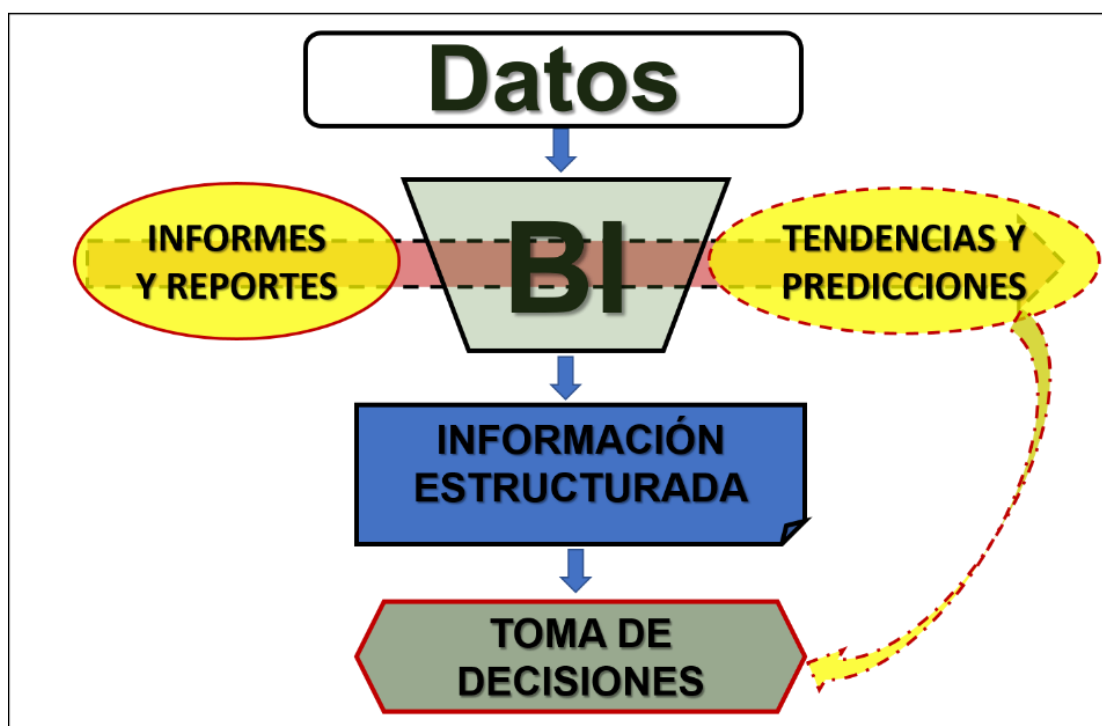 Datos
INFORMES
Y REPORTES
BI
TENDENCIAS Y
PREDICCIONES
INFORMACIÓN
ESTRUCTURADA
TOMA DE
DECISIONES